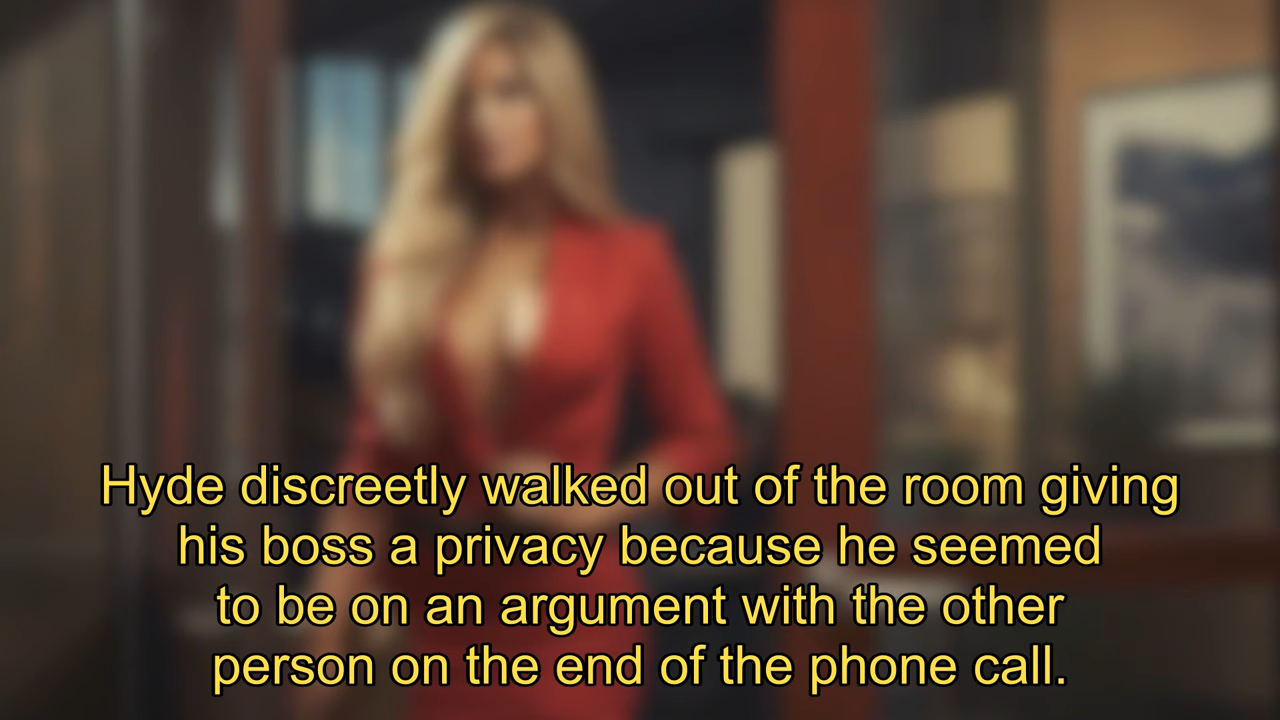 Hyde discreetly walked out of the room giving
his boss a privacy because he seemed
to be on an argument with the other
person on the end of the phone call.